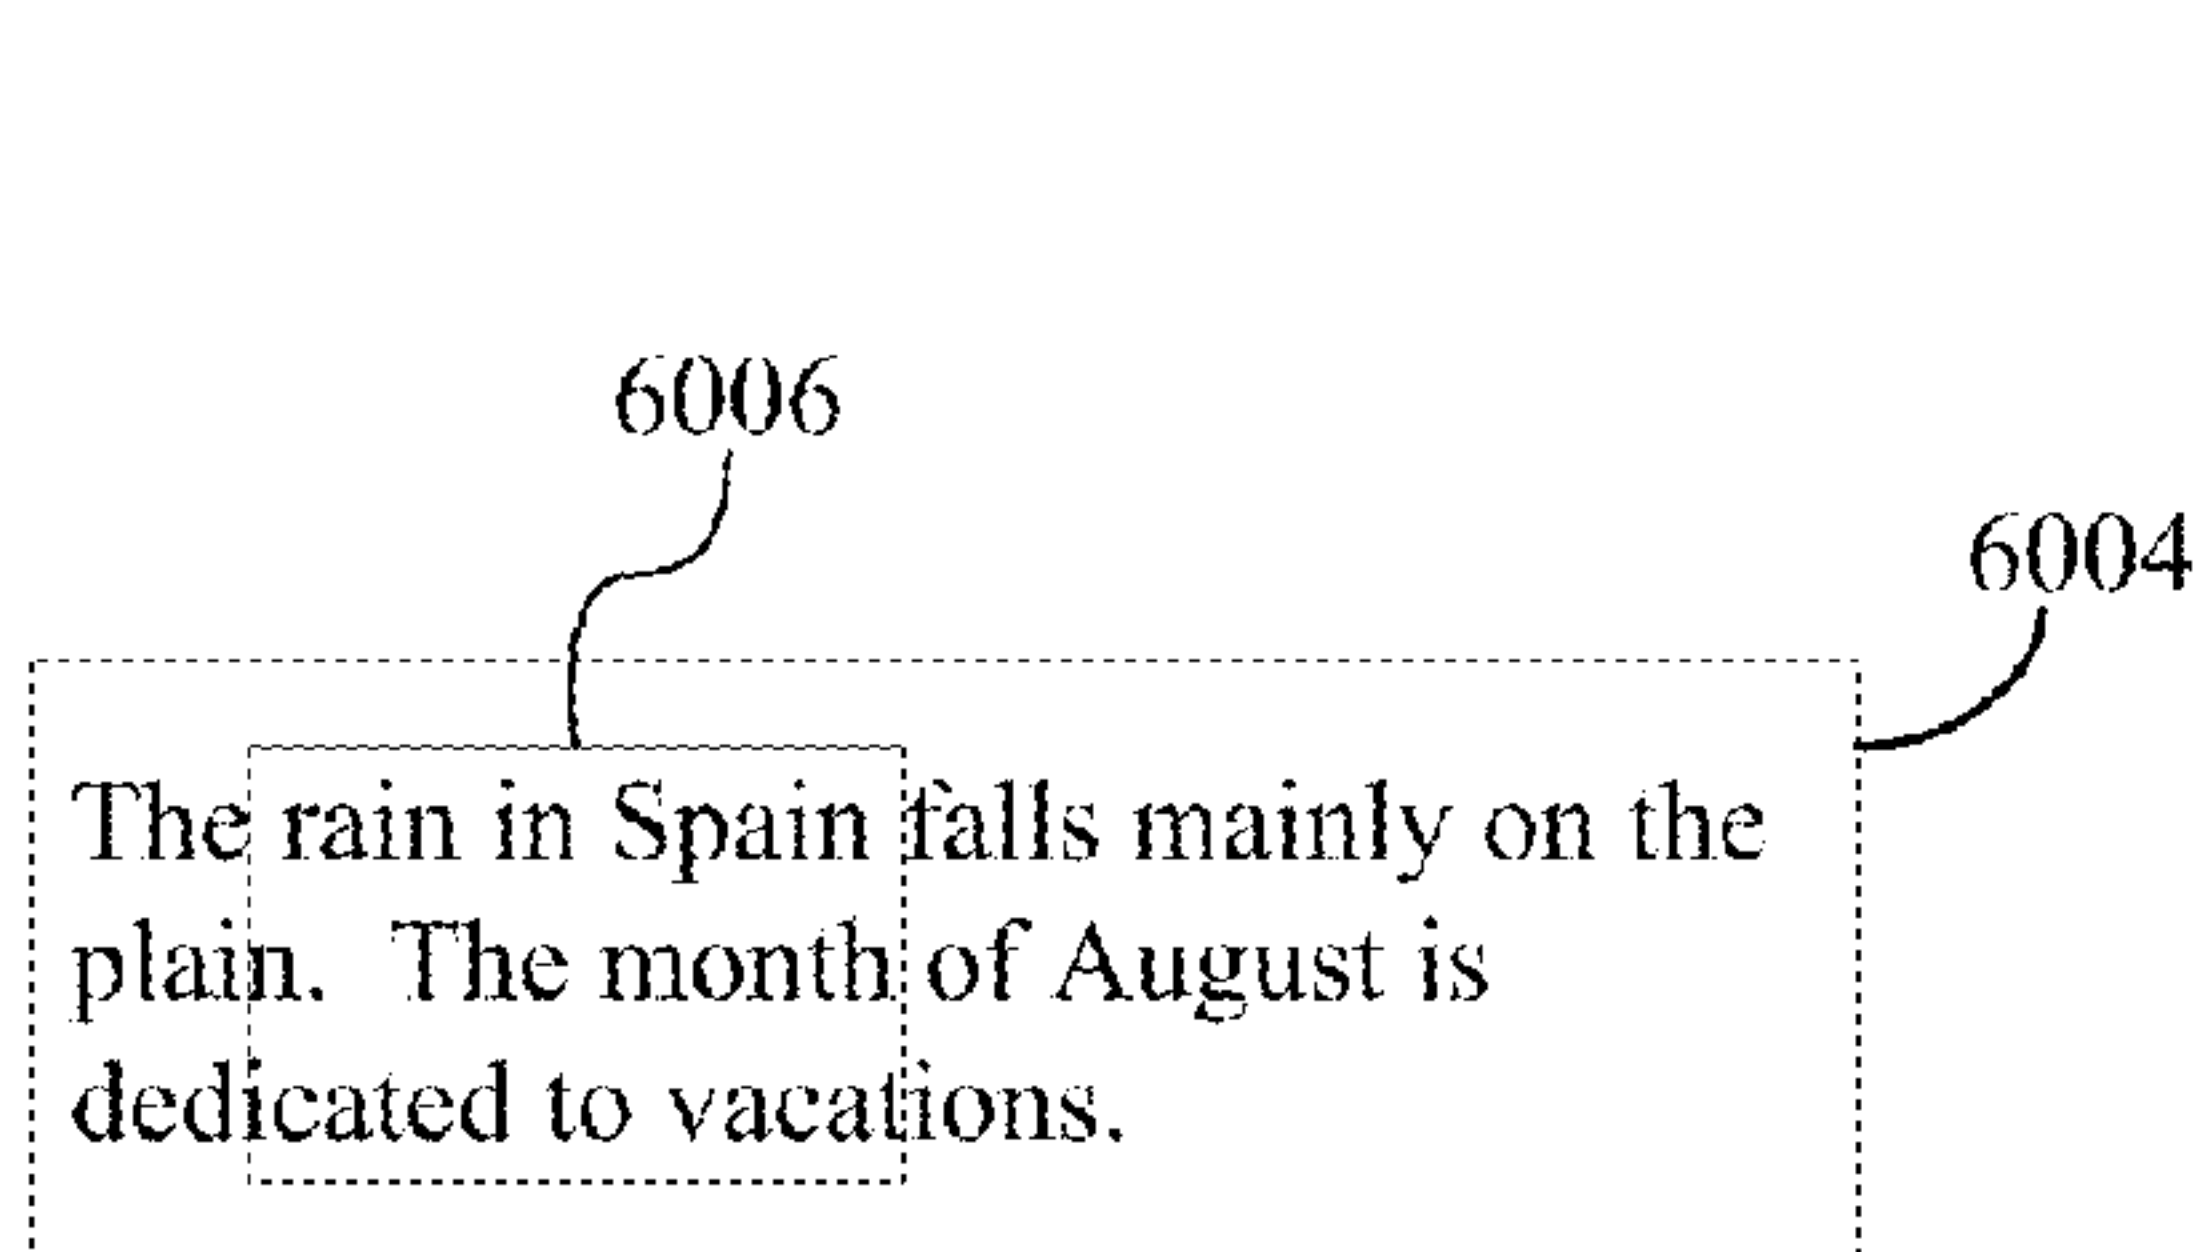 6006
6004
The rain in Spain falls mainly on the
plain.  The month of August is
dedicated to vacations.